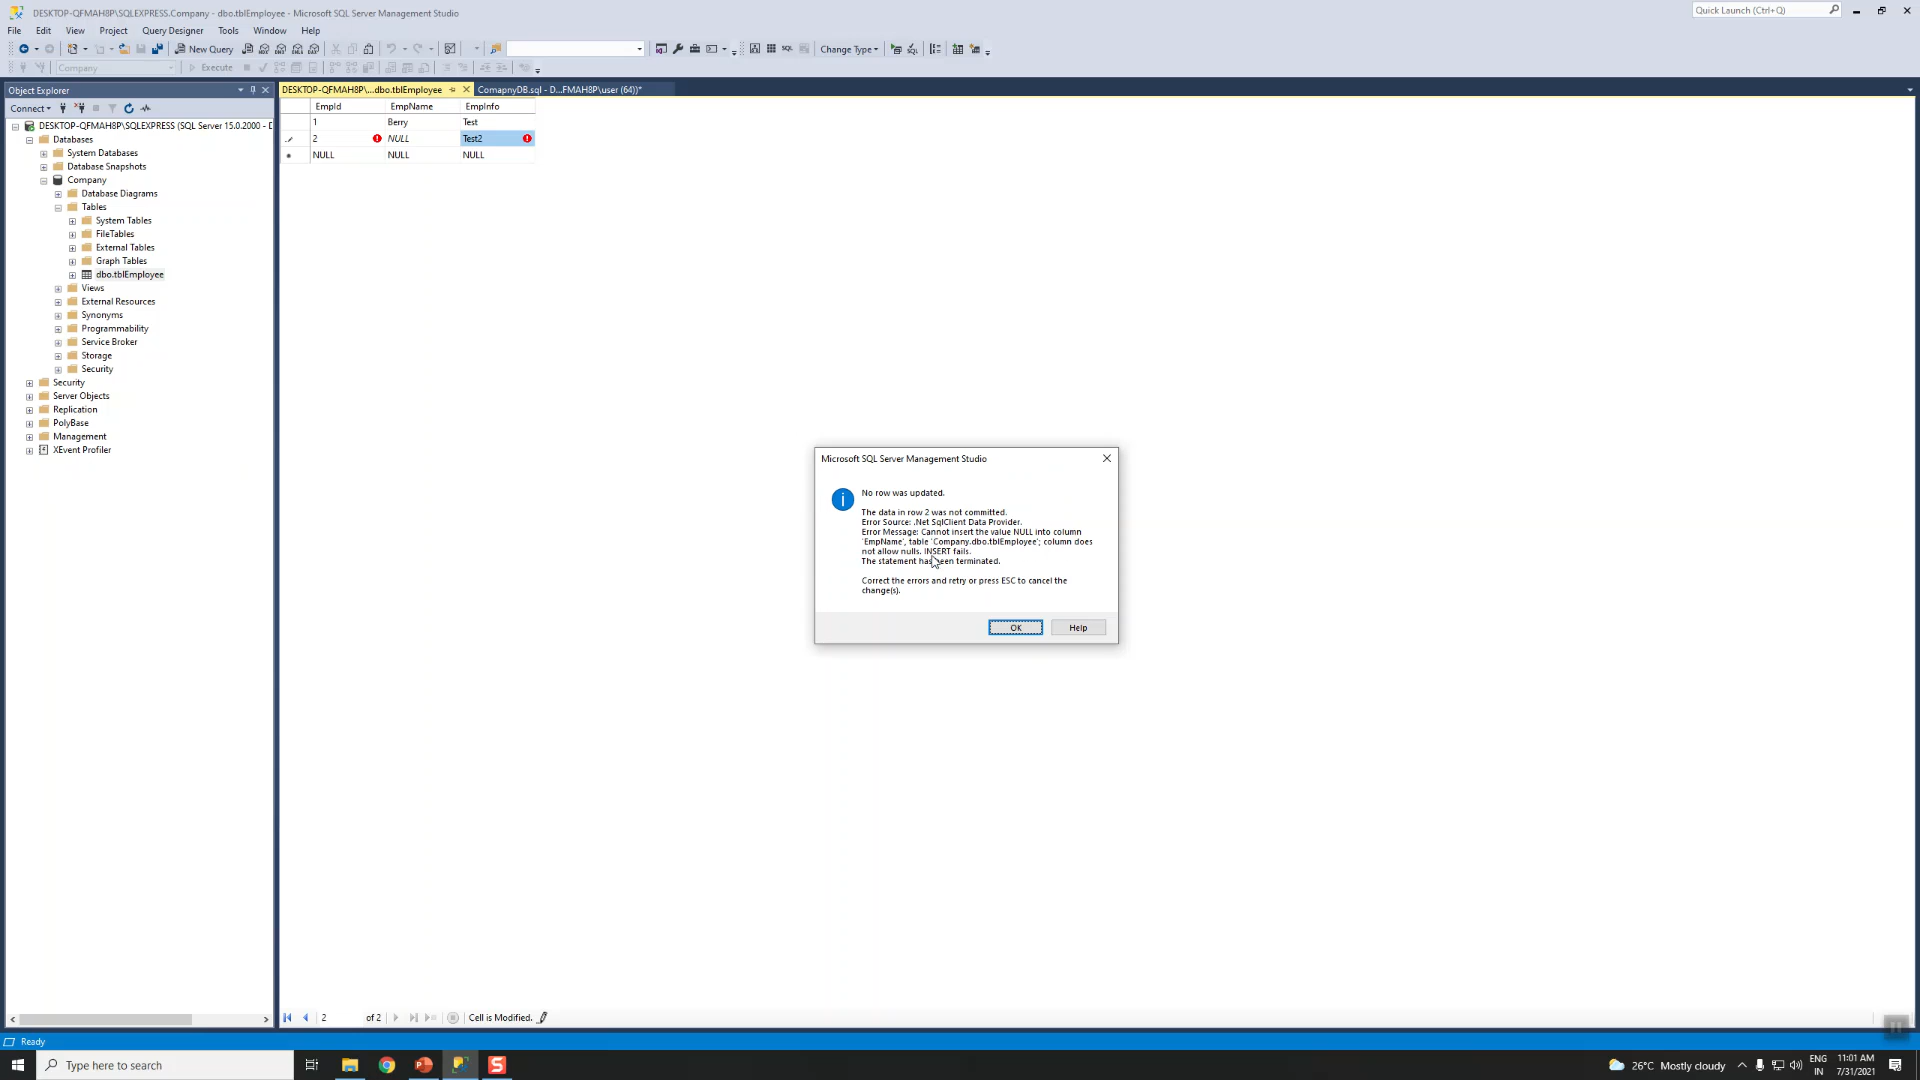 DESKTOP-QFMAH8P\SQLEXPRESS.Company - dbo.tblEmployee - Microsoft SQL Server Management Studio
Quick Launch (Ctrl+Q)
File Edit View Project Query Designer Tools Window Help
New Query
SQL
Change Type
Company
Execute
Object Explorer
DESKTOP-QFMAH8P\...dbo.tblEmployee
ComapnyDB.sql - D...FMAH8P\user (64))*
Connect
EmpId EmpName EmpInfo
1 Berry Test
2 NULL Test2
NULL NULL NULL
DESKTOP-QFMAH8P\SQLEXPRESS (SQL Server 15.0.2000 - D
Databases
System Databases
Database Snapshots
Company
Database Diagrams
Tables
System Tables
FileTables
External Tables
Graph Tables
dbo.tblEmployee
Views
External Resources
Synonyms
Programmability
Service Broker
Storage
Security
Security
Server Objects
Replication
PolyBase
Management
XEvent Profiler
Microsoft SQL Server Management Studio
No row was updated.
The data in row 2 was not committed.
Error Source: .Net SqlClient Data Provider.
Error Message: Cannot insert the value NULL into column
'EmpName', table 'Company.dbo.tblEmployee'; column does
not allow nulls. INSERT fails.
The statement has been terminated.
Correct the errors and retry or press ESC to cancel the
change(s).
OK Help
2 of 2 Cell is Modified.
Ready
Type here to search
26°C Mostly cloudy
ENG
IN
11:01 AM
7/31/2021